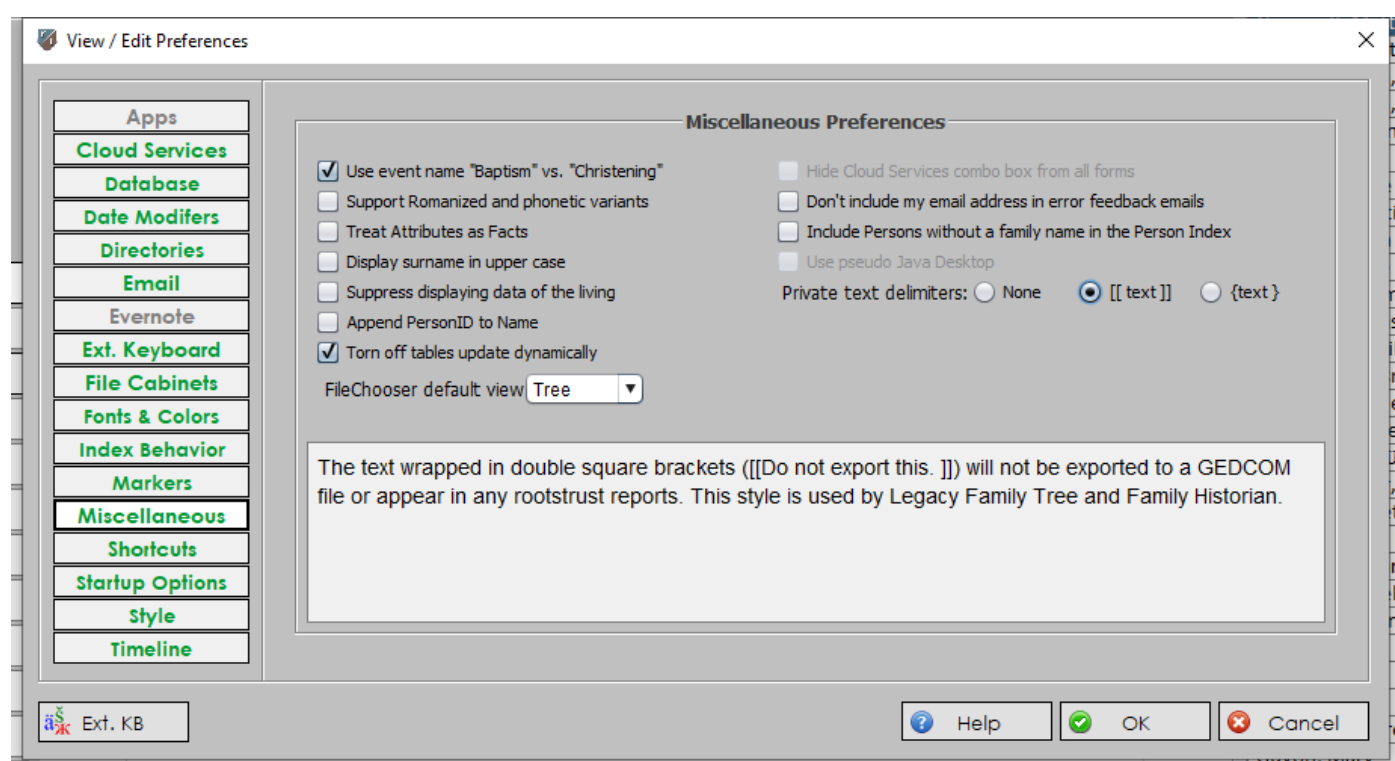 View / Edit Preferences
Apps
Cloud Services
Database
Date Modifers
Directories
Email
Evernote
Ext. Keyboard
File Cabinets
Fonts & Colors
Index Behavior
Markers
Miscellaneous
Shortcuts
Startup Options
Style
Timeline
Miscellaneous Preferences
Use event name "Baptism" vs. "Christening"
Support Romanized and phonetic variants
Treat Attributes as Facts
Display surname in upper case
Suppress displaying data of the living
Append PersonID to Name
Torn off tables update dynamically
FileChooser default view Tree
Hide Cloud Services combo box from all forms
Don't include my email address in error feedback emails
Include Persons without a family name in the Person Index
Use pseudo Java Desktop
Private text delimiters: None [[ text ]] {text }
The text wrapped in double square brackets ([[Do not export this. ]]) will not be exported to a GEDCOM
file or appear in any rootstrust reports. This style is used by Legacy Family Tree and Family Historian.
äšж Ext. KB
Help
OK
Cancel